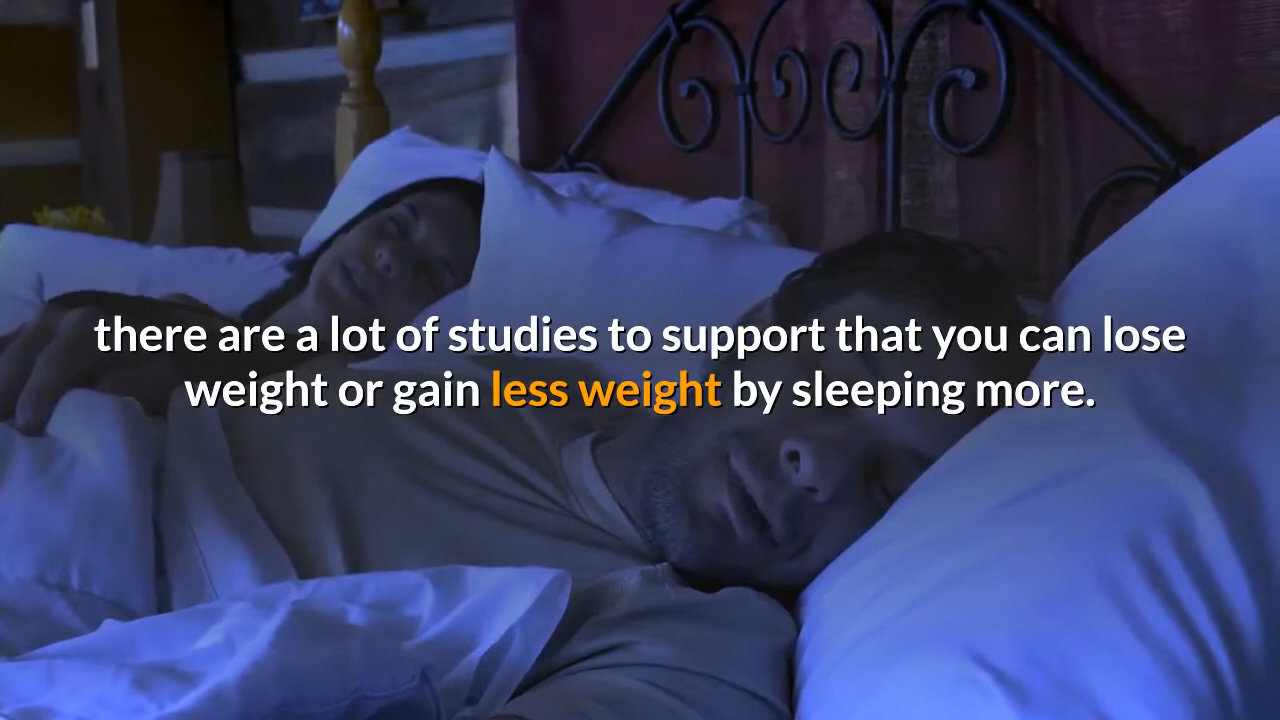 there are a lot of studies to support that you can lose
weight or gain less weight by sleeping more.